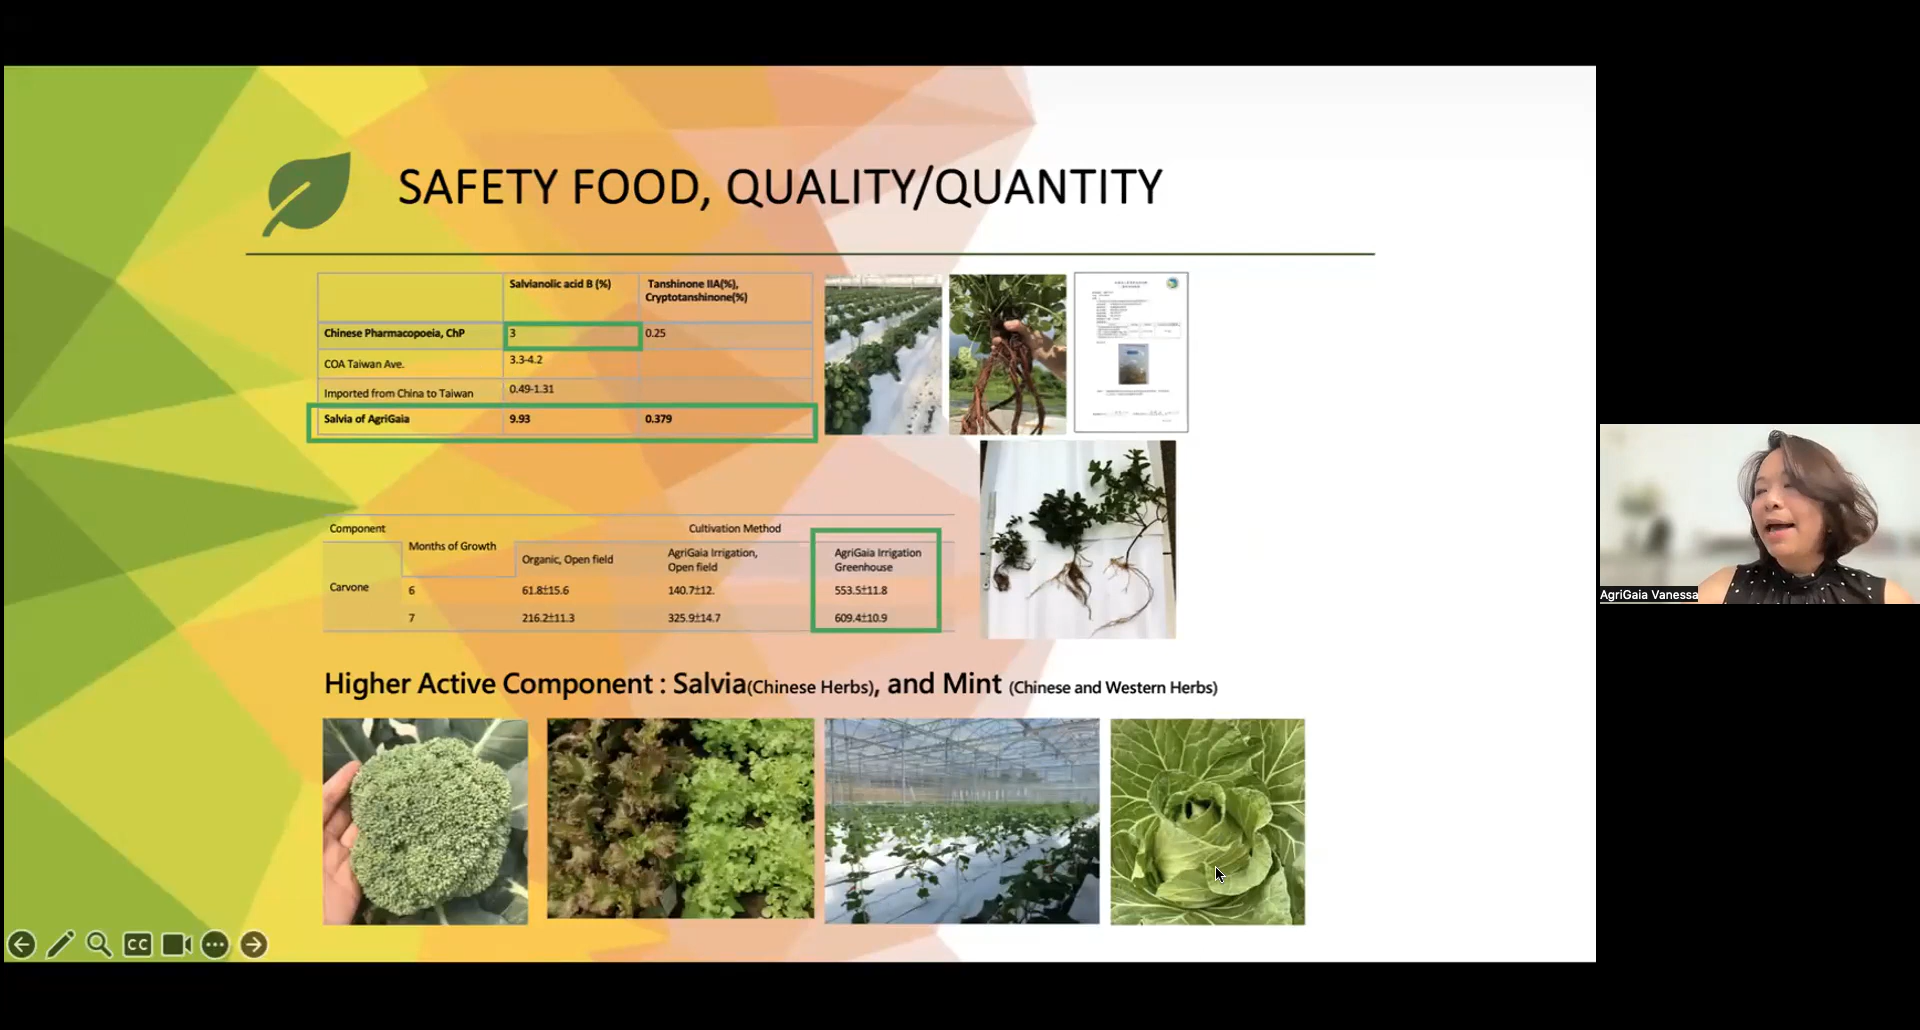 SAFETY FOOD, QUALITY/QUANTITY
Salvianolic acid B (%)
Tanshinone IIA(%),
Cryptotanshinone(%)
Chinese Pharmacopoeia, ChP 3 0.25
COA Taiwan Ave. 3.3-4.2
Imported from China to Taiwan 0.49-1.31
Salvia of AgriGaia 9.93 0.379
Component
Cultivation Method
Months of Growth
Organic, Open field
AgriGaia Irrigation,
Open field
AgriGaia Irrigation
Greenhouse
Carvone
6 61.8±15.6 140.7±12. 553.5±11.8
7 216.2±11.3 325.9±14.7 609.4±10.9
Higher Active Component : Salvia(Chinese Herbs), and Mint (Chinese and Western Herbs)
CC
AgriGaia Vanessa